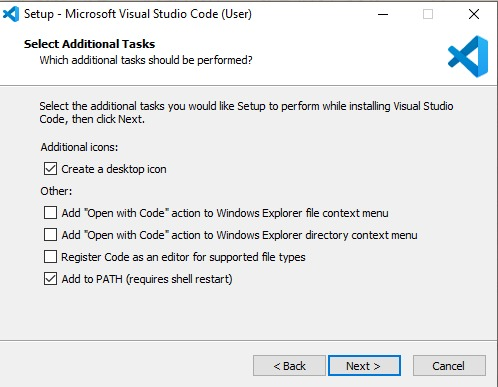 Setup - Microsoft Visual Studio Code (User)
Select Additional Tasks
Which additional tasks should be performed?
Select the additional tasks you would like Setup to perform while installing Visual Studio
Code, then click Next.
Additional icons:
Create a desktop icon
Other:
Add "Open with Code" action to Windows Explorer file context menu
Add "Open with Code" action to Windows Explorer directory context menu
Register Code as an editor for supported file types
Add to PATH (requires shell restart)
< Back Next > Cancel